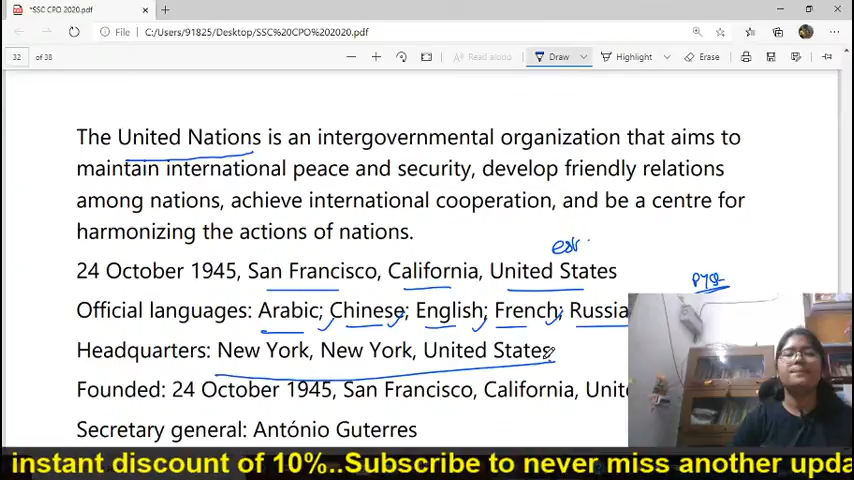 *SSC CPO 2020.pdf
File
C:/Users/91825/Desktop/SSC%20CPO%202020.pdf
32 of 38
Read aloud
Draw
Highlight
Erase
The United Nations is an intergovernmental organization that aims to
maintain international peace and security, develop friendly relations
among nations, achieve international cooperation, and be a centre for
harmonizing the actions of nations.
24 October 1945, San Francisco, California, United States
Official languages: Arabic; Chinese; English; French; Russia
Headquarters: New York, New York, United States
Founded: 24 October 1945, San Francisco, California, Unite
Secretary general: António Guterres
instant discount of 10%..Subscribe to never miss another upda